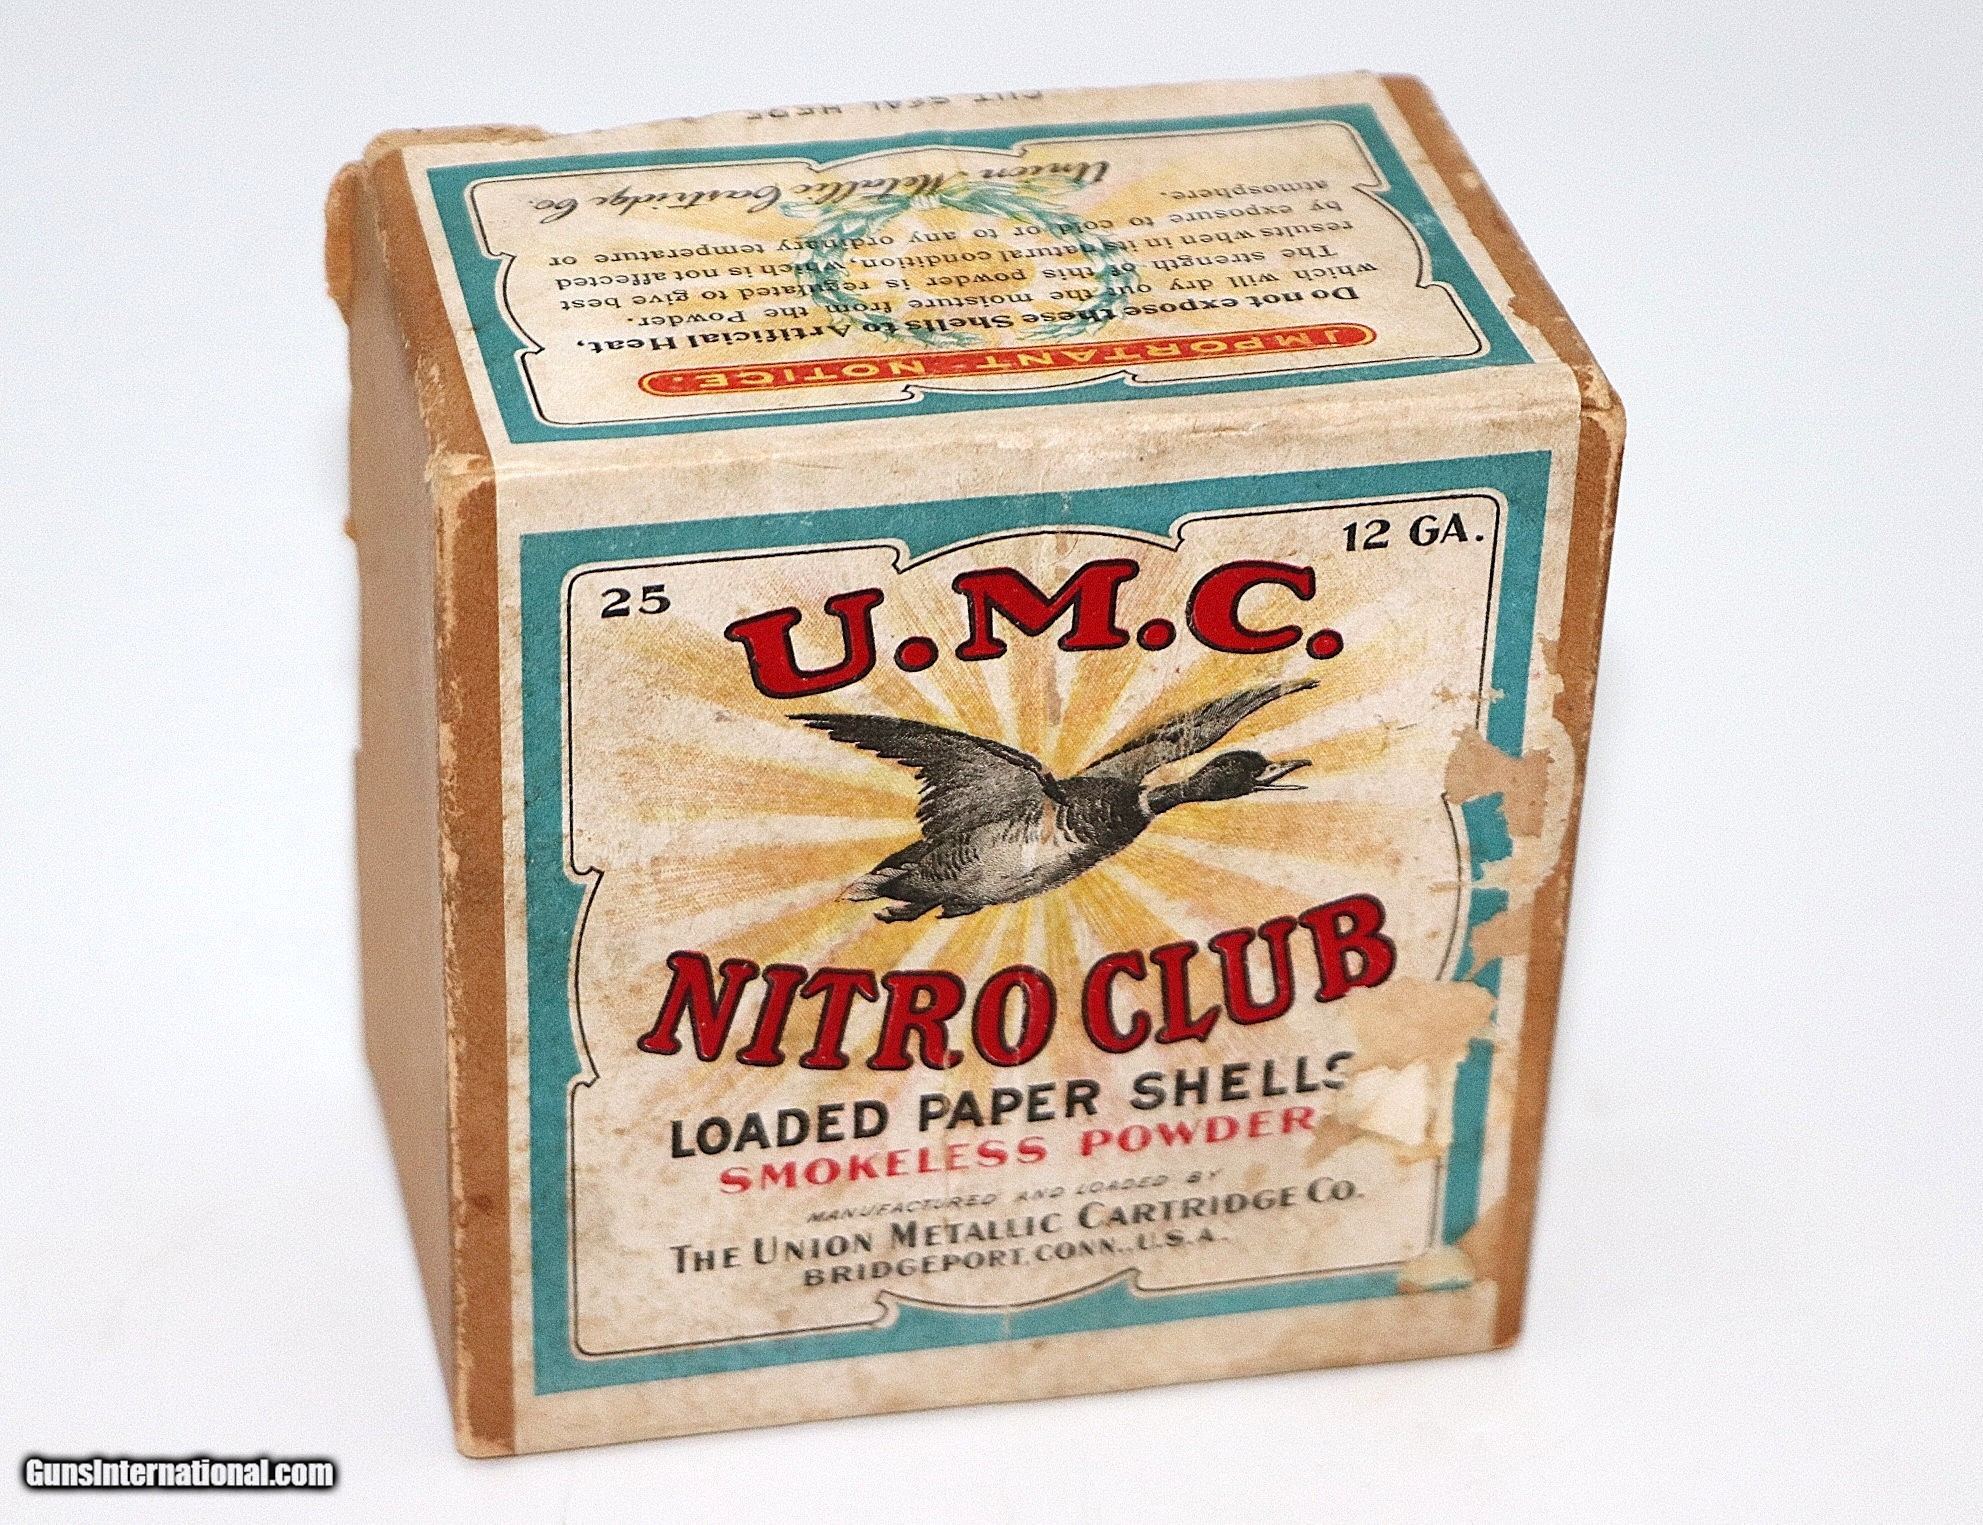 CUT SEAL HERE
IMPORTANT NOTICE.
Do not expose these Shells to Artificial Heat,
which will dry out the moisture from the Powder.
The strength of this powder is regulated to give best
results when in its natural condition, which is not affected
by exposure to cold or to any ordinary temperature or
atmosphere.
Union Metallic Cartridge Co.
25
12 GA.
U.M.C.
NITRO CLUB
LOADED PAPER SHELLS
SMOKELESS POWDER
MANUFACTURED AND LOADED BY
THE UNION METALLIC CARTRIDGE CO.
BRIDGEPORT, CONN., U.S.A.
GunsInternational.com